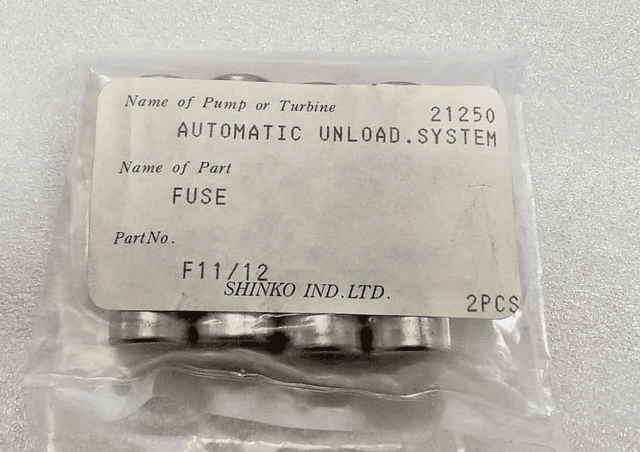 Name of Pump or Turbine 21250
AUTOMATIC UNLOAD.SYSTEM
Name of Part
FUSE
PartNo.
F11/12
SHINKO IND.LTD.
2PCS